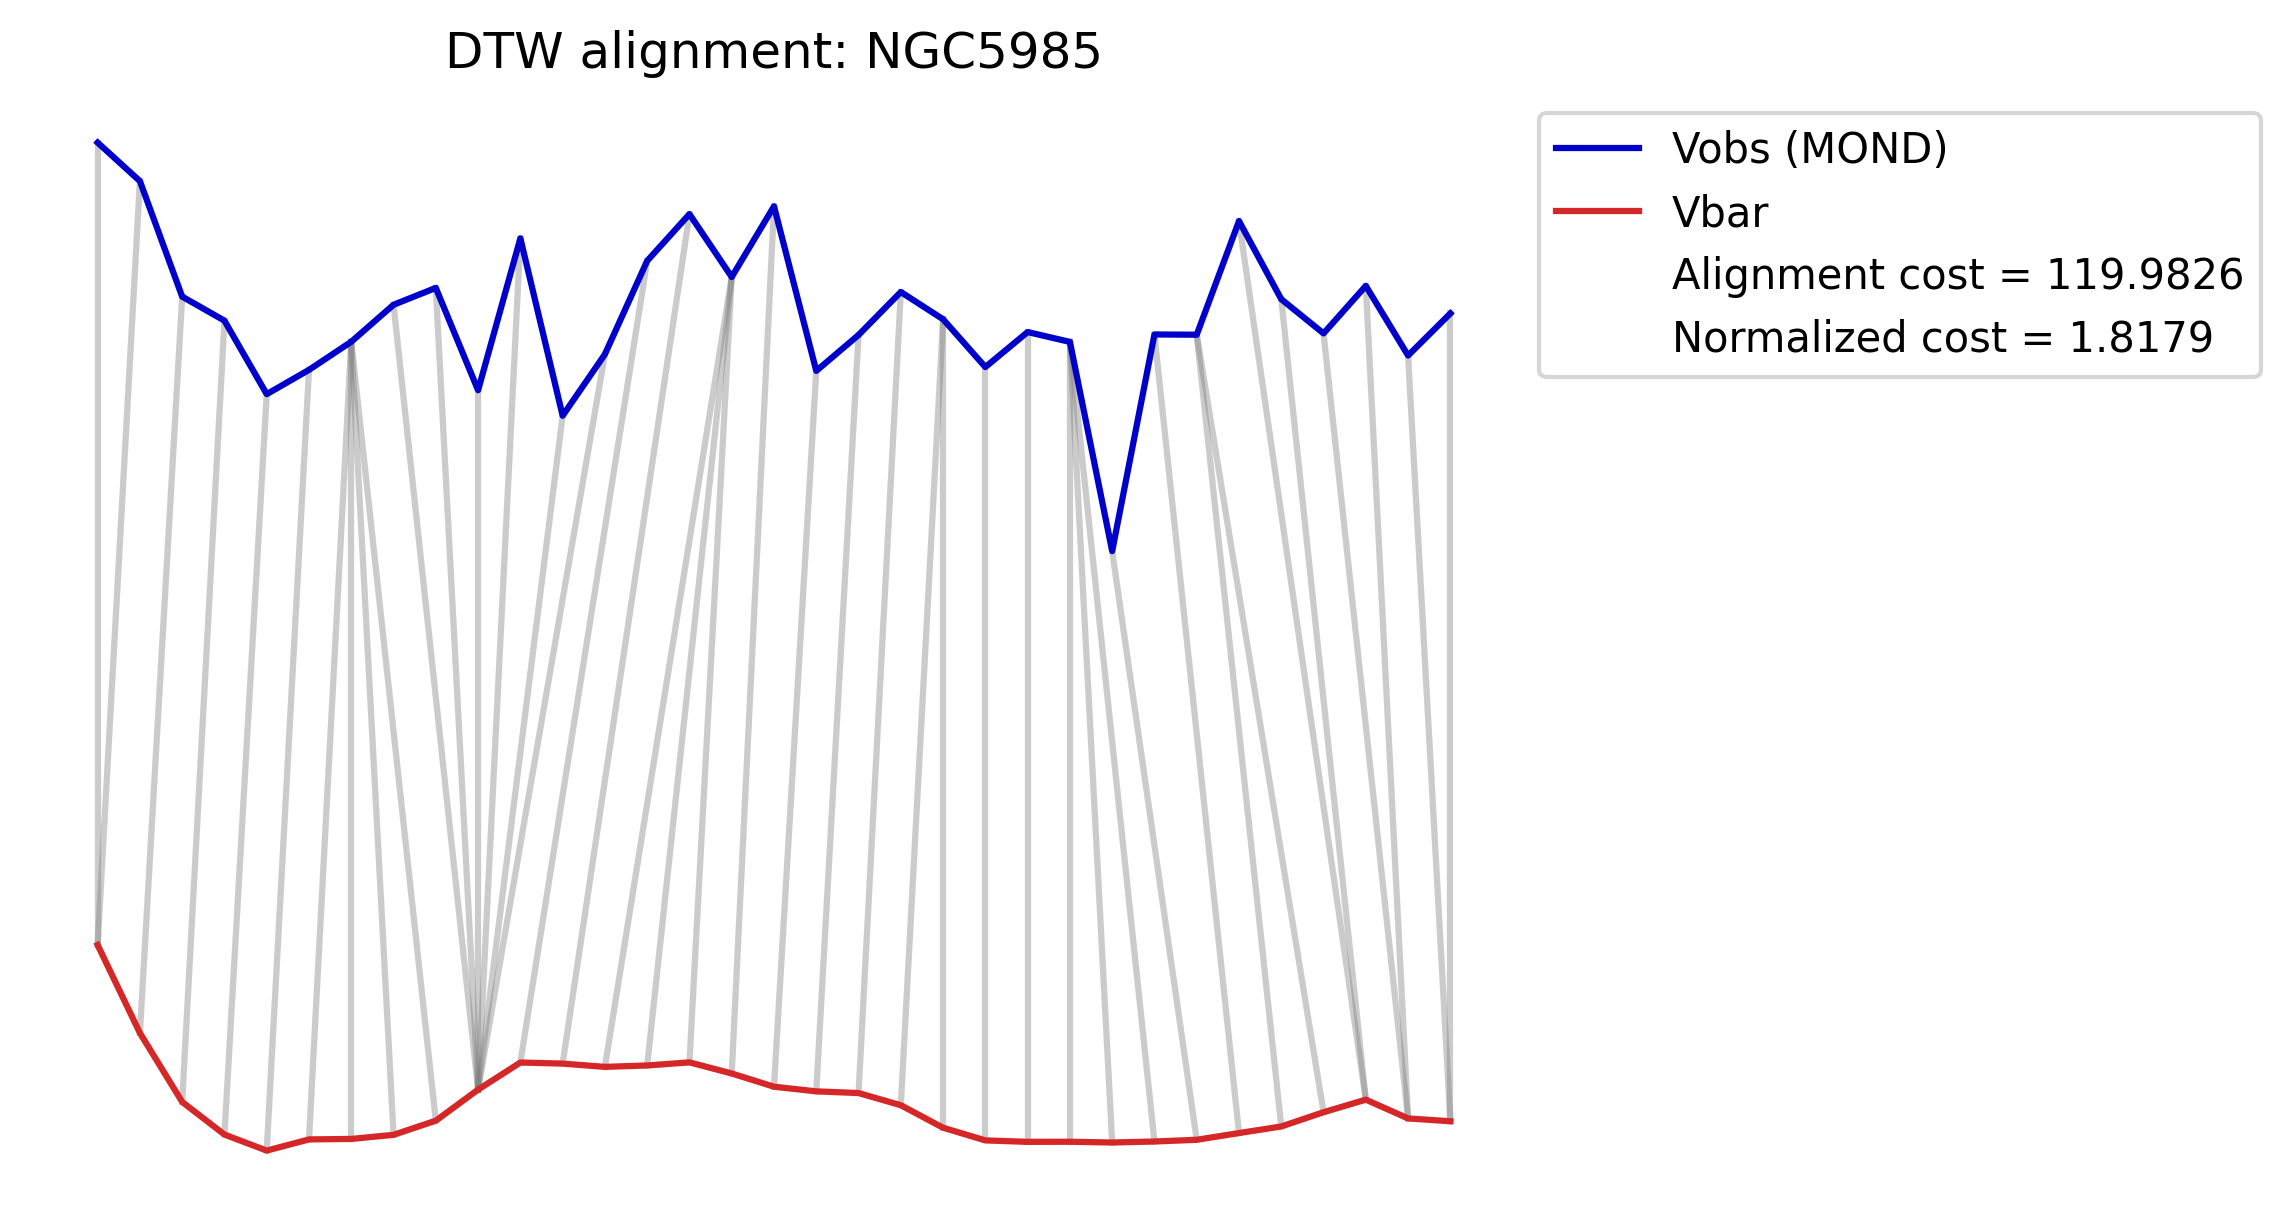 DTW alignment: NGC5985
Vobs (MOND)
Vbar
Alignment cost = 119.9826
Normalized cost = 1.8179